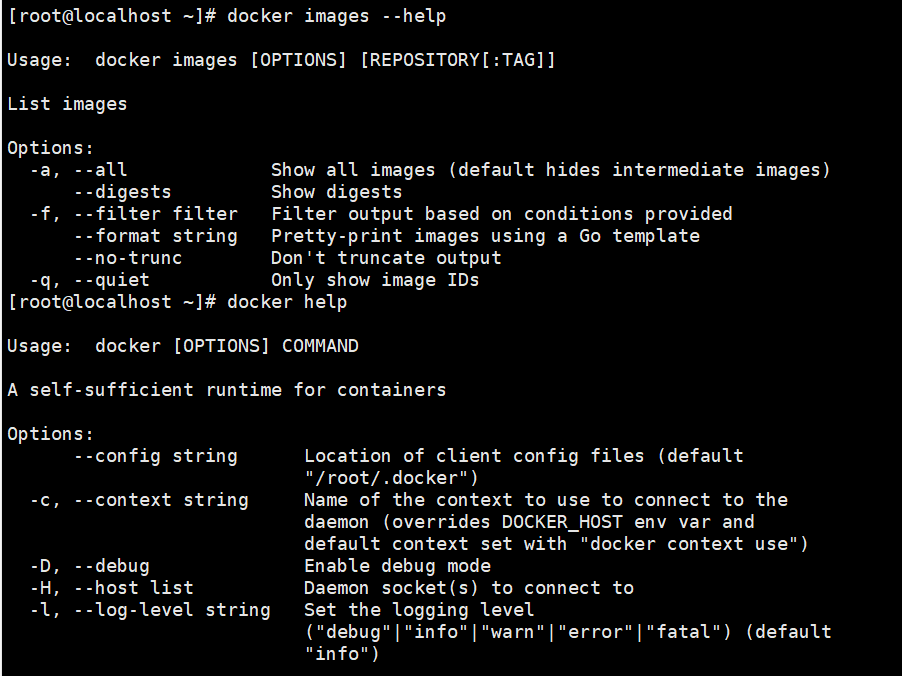 [root@localhost ~]# docker images --help
Usage:  docker images [OPTIONS] [REPOSITORY[:TAG]]
List images
Options:
  -a, --all             Show all images (default hides intermediate images)
      --digests         Show digests
  -f, --filter filter   Filter output based on conditions provided
      --format string   Pretty-print images using a Go template
      --no-trunc        Don't truncate output
  -q, --quiet           Only show image IDs
[root@localhost ~]# docker help
Usage:  docker [OPTIONS] COMMAND
A self-sufficient runtime for containers
Options:
      --config string      Location of client config files (default
                           "/root/.docker")
  -c, --context string     Name of the context to use to connect to the
                           daemon (overrides DOCKER_HOST env var and
                           default context set with "docker context use")
  -D, --debug              Enable debug mode
  -H, --host list          Daemon socket(s) to connect to
  -l, --log-level string   Set the logging level
                           ("debug"|"info"|"warn"|"error"|"fatal") (default
                           "info")